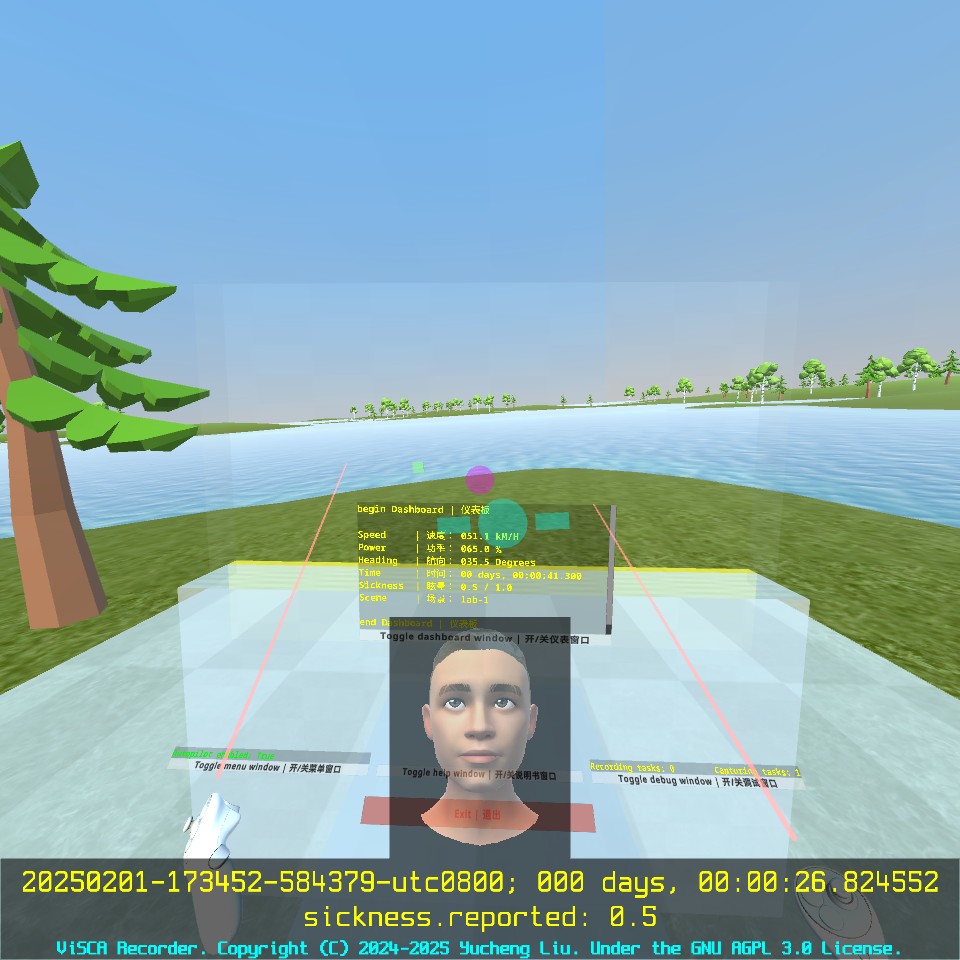 begin Dashboard | 仪表板
Speed | 速度： 051.1 kM/H
Power | 功率： 065.0 %
Heading | 航向： 035.5 Degrees
Time | 时间： 00 days, 00:00:41.300
Sickness | 眩晕： 0.5 / 1.0
Scene | 场景： lab-1
end Dashboard | 仪表板
Toggle dashboard window | 开/关仪表窗口
Toggle menu window | 开/关菜单窗口
Toggle help window | 开/关说明书窗口
Recording tasks: 0 Capturing tasks: 1
Toggle debug window | 开/关调试窗口
Exit | 退出
20250201-173452-584379-utc0800; 000 days, 00:00:26.824552
sickness.reported: 0.5
ViSCA Recorder. Copyright (C) 2024-2025 Yucheng Liu. Under the GNU AGPL 3.0 License.